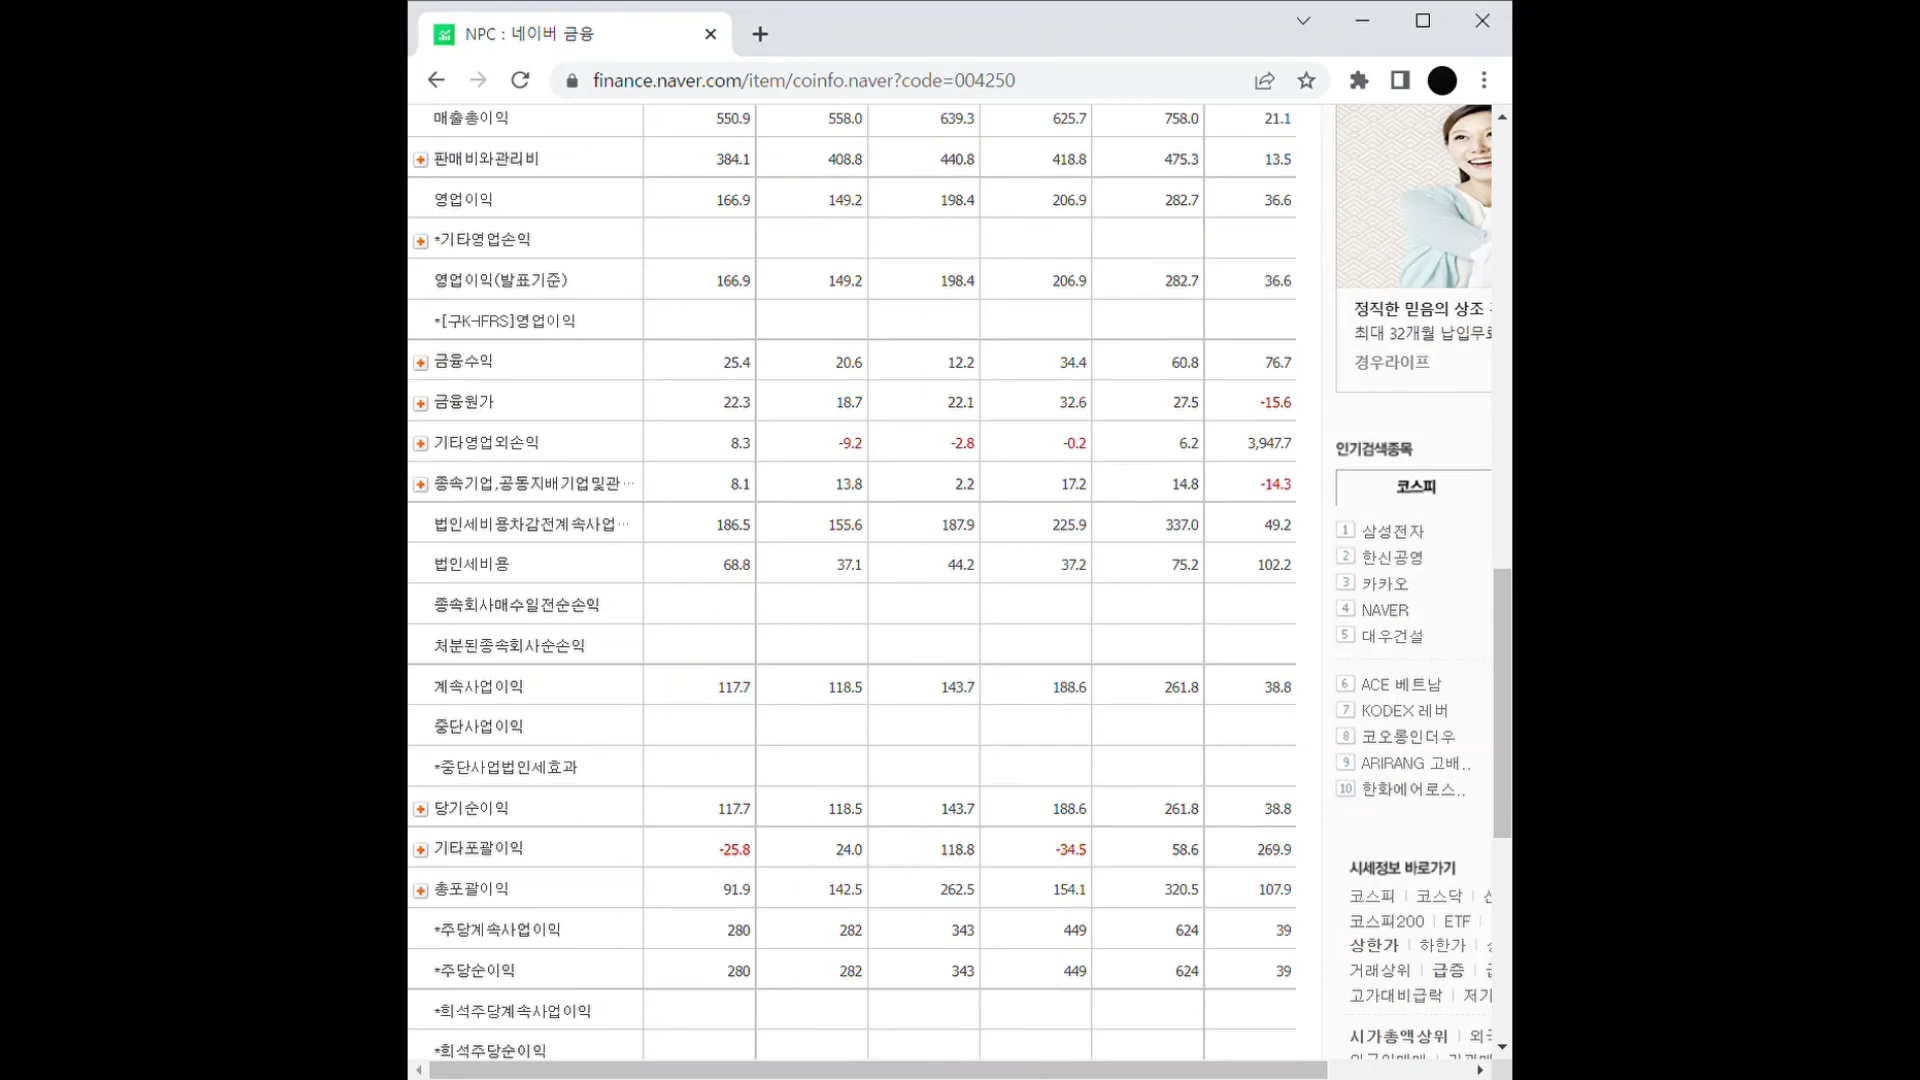 NPC : 네이버 금융
finance.naver.com/item/coinfo.naver?code=004250
매출총이익 550.9 558.0 639.3 625.7 758.0 21.1
판매비와관리비 384.1 408.8 440.8 418.8 475.3 13.5
영업이익 166.9 149.2 198.4 206.9 282.7 36.6
*기타영업손익
영업이익(발표기준) 166.9 149.2 198.4 206.9 282.7 36.6
*[구K-IFRS]영업이익
금융수익 25.4 20.6 12.2 34.4 60.8 76.7
금융원가 22.3 18.7 22.1 32.6 27.5 -15.6
기타영업외손익 8.3 -9.2 -2.8 -0.2 6.2 3,947.7
종속기업,공동지배기업및관… 8.1 13.8 2.2 17.2 14.8 -14.3
법인세비용차감전계속사업… 186.5 155.6 187.9 225.9 337.0 49.2
법인세비용 68.8 37.1 44.2 37.2 75.2 102.2
종속회사매수일전순손익
처분된종속회사순손익
계속사업이익 117.7 118.5 143.7 188.6 261.8 38.8
중단사업이익
*중단사업법인세효과
당기순이익 117.7 118.5 143.7 188.6 261.8 38.8
기타포괄이익 -25.8 24.0 118.8 -34.5 58.6 269.9
총포괄이익 91.9 142.5 262.5 154.1 320.5 107.9
*주당계속사업이익 280 282 343 449 624 39
*주당순이익 280 282 343 449 624 39
*희석주당계속사업이익
*희석주당순이익
정직한 믿음의 상조
최대 32개월 납입무료
경우라이프
인기검색종목
코스피
1 삼성전자
2 한신공영
3 카카오
4 NAVER
5 대우건설
6 ACE 베트남
7 KODEX 레버
8 코오롱인더우
9 ARIRANG 고배..
10 한화에어로스..
시세정보 바로가기
코스피 | 코스닥 |
코스피200 | ETF |
상한가 | 하한가 |
거래상위 | 급증 |
고가대비급락 | 저가
시가총액상위 | 외국